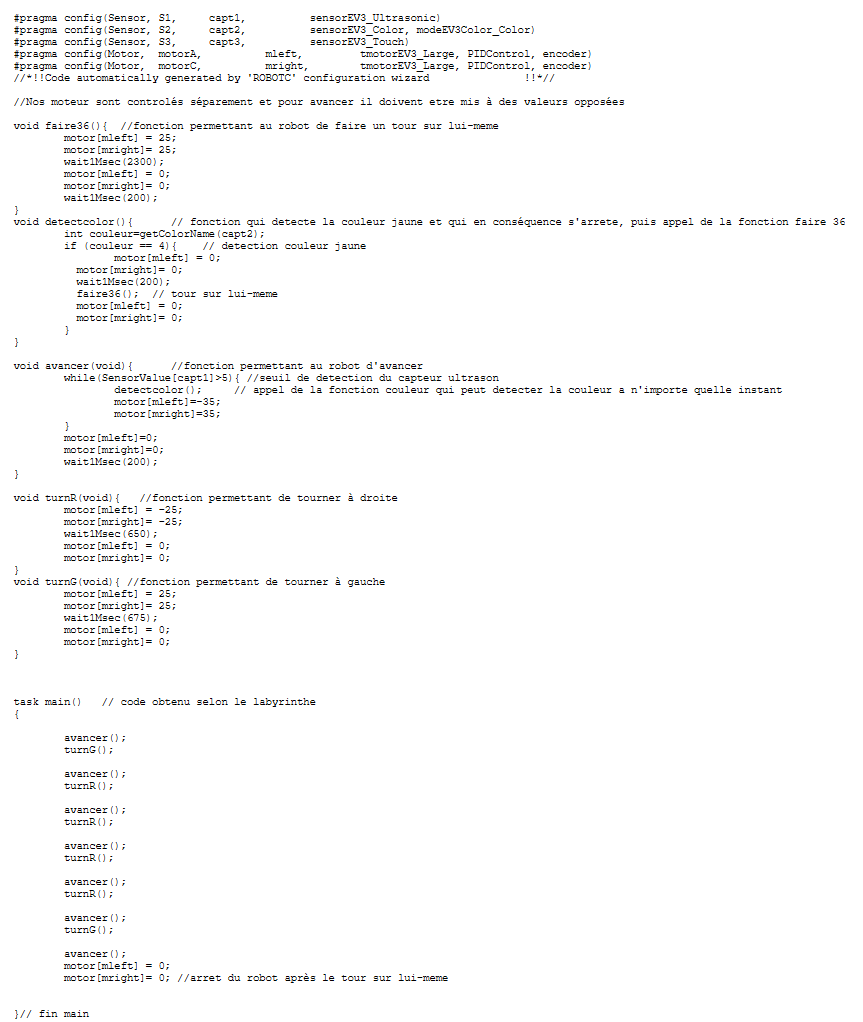 #pragma config(Sensor, S1,     capt1,          sensorEV3_Ultrasonic)
#pragma config(Sensor, S2,     capt2,          sensorEV3_Color, modeEV3Color_Color)
#pragma config(Sensor, S3,     capt3,          sensorEV3_Touch)
#pragma config(Motor,  motorA,          mleft,         tmotorEV3_Large, PIDControl, encoder)
#pragma config(Motor,  motorC,          mright,        tmotorEV3_Large, PIDControl, encoder)
//*!!Code automatically generated by 'ROBOTC' configuration wizard               !!*//
//Nos moteur sont controlés séparement et pour avancer il doivent etre mis à des valeurs opposées
void faire36(){  //fonction permettant au robot de faire un tour sur lui-meme
motor[mleft] = 25;
motor[mright]= 25;
wait1Msec(2300);
motor[mleft] = 0;
motor[mright]= 0;
wait1Msec(200);
}
void detectcolor(){      // fonction qui detecte la couleur jaune et qui en conséquence s'arrete, puis appel de la fonction faire 36
int couleur=getColorName(capt2);
if (couleur == 4){    // detection couleur jaune
motor[mleft] = 0;
motor[mright]= 0;
wait1Msec(200);
faire36();  // tour sur lui-meme
motor[mleft] = 0;
motor[mright]= 0;
}
}
void avancer(void){      //fonction permettant au robot d'avancer
while(SensorValue[capt1]>5){ //seuil de detection du capteur ultrason
detectcolor();     // appel de la fonction couleur qui peut detecter la couleur a n'importe quelle instant
motor[mleft]=-35;
motor[mright]=35;
}
motor[mleft]=0;
motor[mright]=0;
wait1Msec(200);
}
void turnR(void){   //fonction permettant de tourner à droite
motor[mleft] = -25;
motor[mright]= -25;
wait1Msec(650);
motor[mleft] = 0;
motor[mright]= 0;
}
void turnG(void){ //fonction permettant de tourner à gauche
motor[mleft] = 25;
motor[mright]= 25;
wait1Msec(675);
motor[mleft] = 0;
motor[mright]= 0;
}
task main()   // code obtenu selon le labyrinthe
{
avancer();
turnG();
avancer();
turnR();
avancer();
turnR();
avancer();
turnR();
avancer();
turnR();
avancer();
turnG();
avancer();
motor[mleft] = 0;
motor[mright]= 0; //arret du robot après le tour sur lui-meme
}// fin main